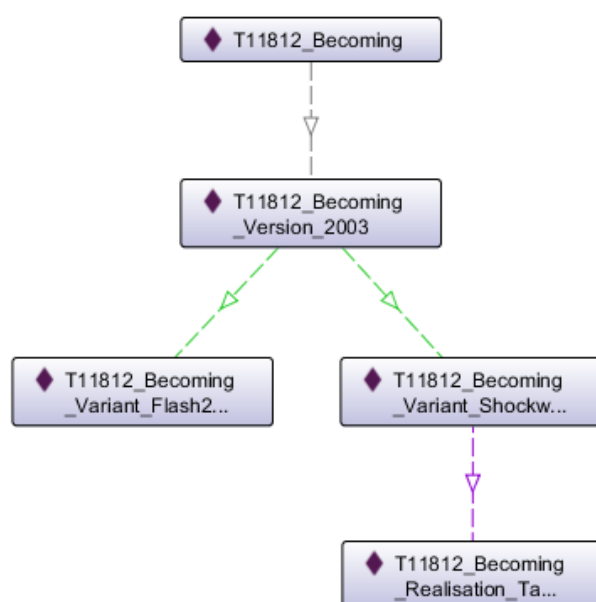 T11812_Becoming
T11812_Becoming
_Version_2003
T11812_Becoming
_Variant_Flash2...
T11812_Becoming
_Variant_Shockw...
T11812_Becoming
_Realisation_Ta...